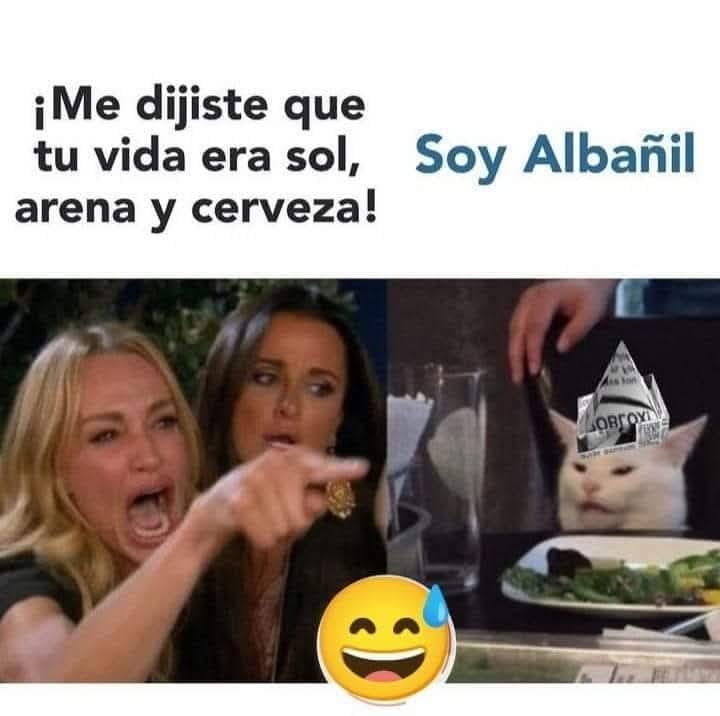 ¡Me dijiste que
tu vida era sol,
arena y cerveza!
Soy Albañil